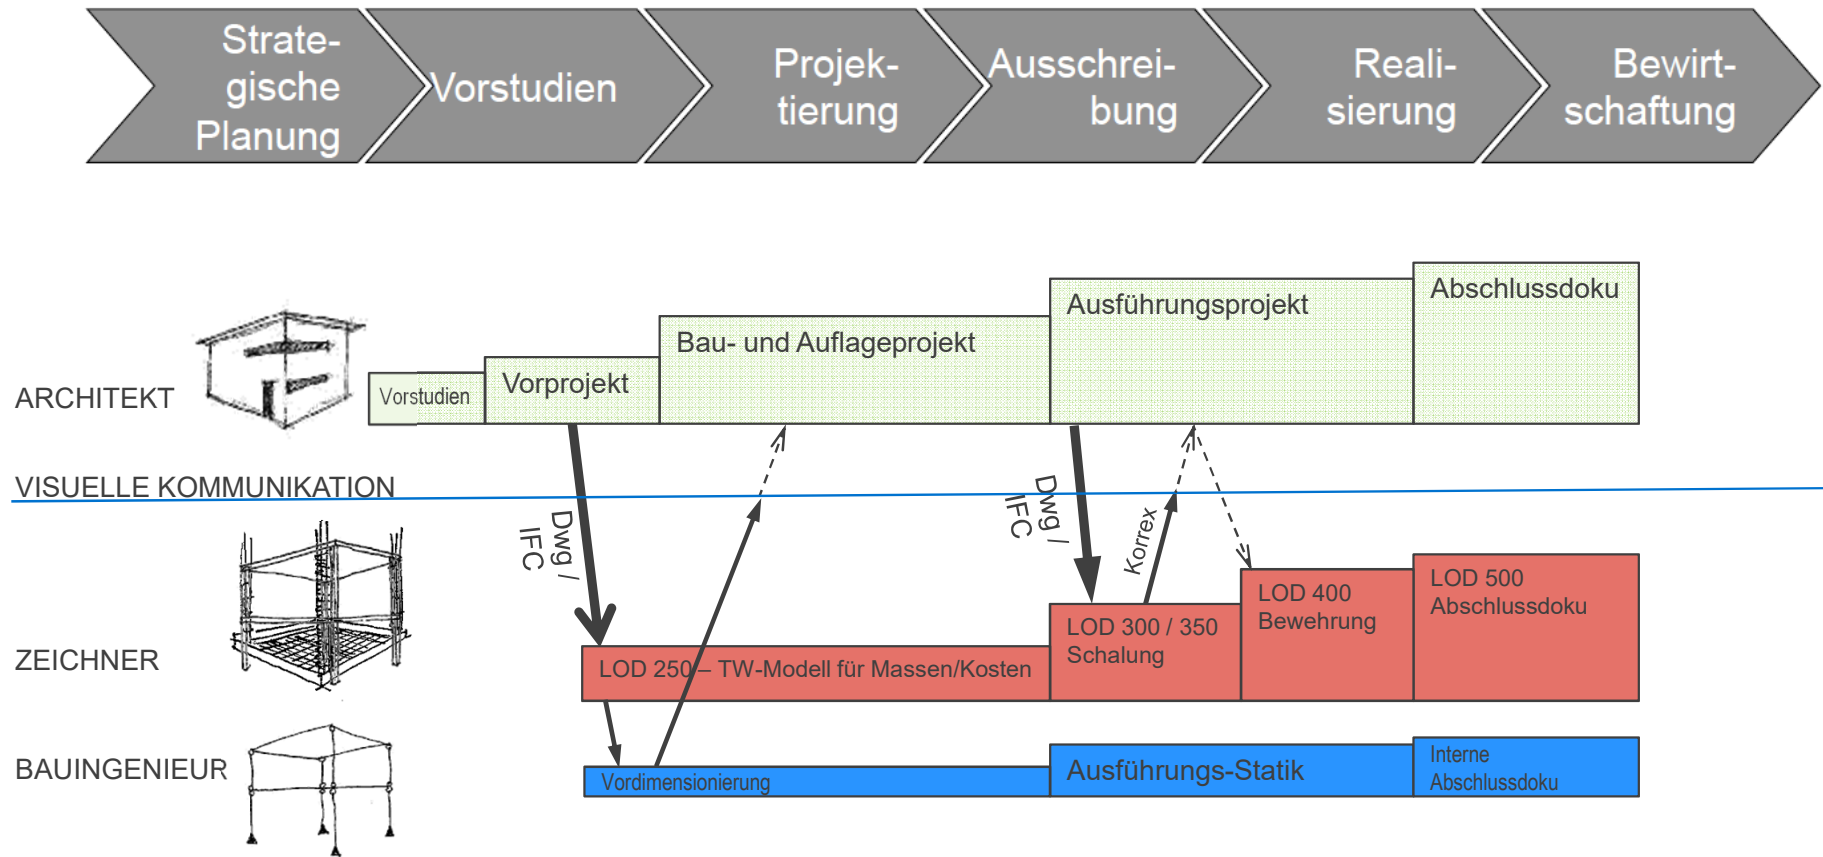 Strate-
gische
Planung
Vorstudien
Projek-
tierung
Ausschrei-
bung
Reali-
sierung
Bewirt-
schaftung
ARCHITEKT
Vorstudien
Vorprojekt
Bau- und Auflageprojekt
Ausführungsprojekt
Abschlussdoku
VISUELLE KOMMUNIKATION
Dwg /
IFC
Dwg /
IFC
Korrex
ZEICHNER
LOD 250 – TW-Modell für Massen/Kosten
LOD 300 / 350
Schalung
LOD 400
Bewehrung
LOD 500
Abschlussdoku
BAUINGENIEUR
Vordimensionierung
Ausführungs-Statik
Interne
Abschlussdoku